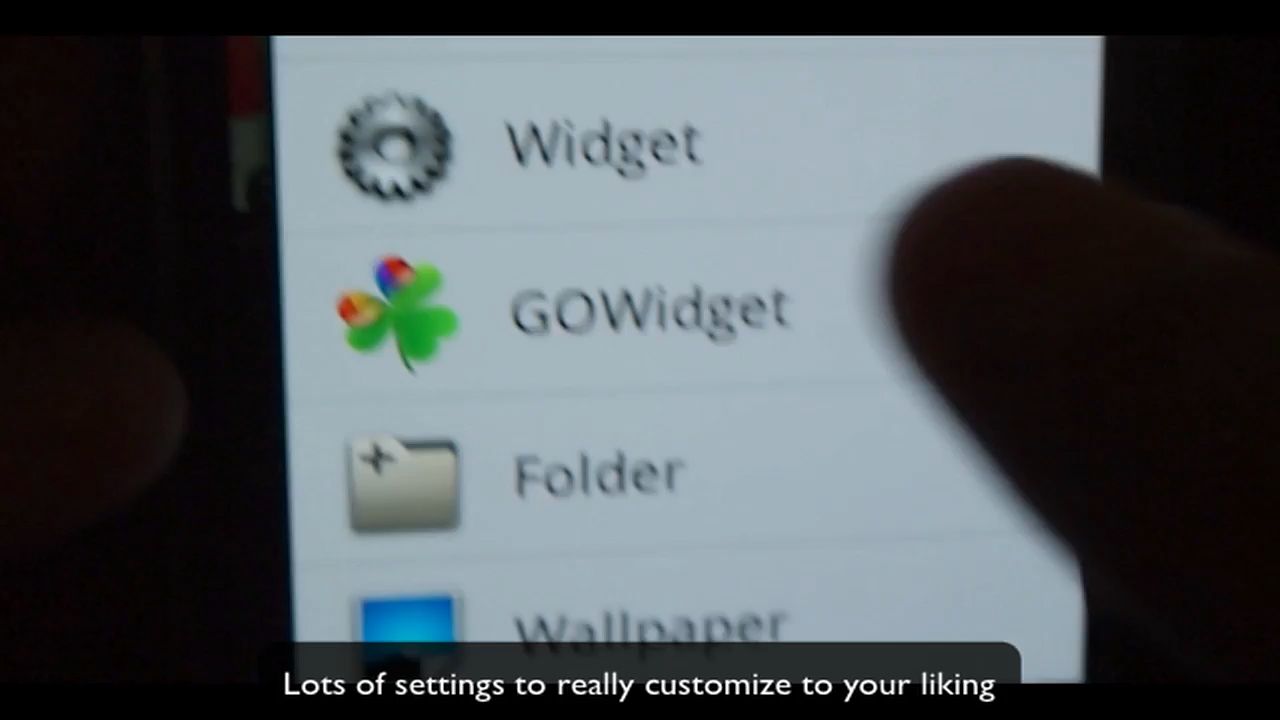 Widget
GOWidget
Folder
Wallpaper
Lots of settings to really customize to your liking